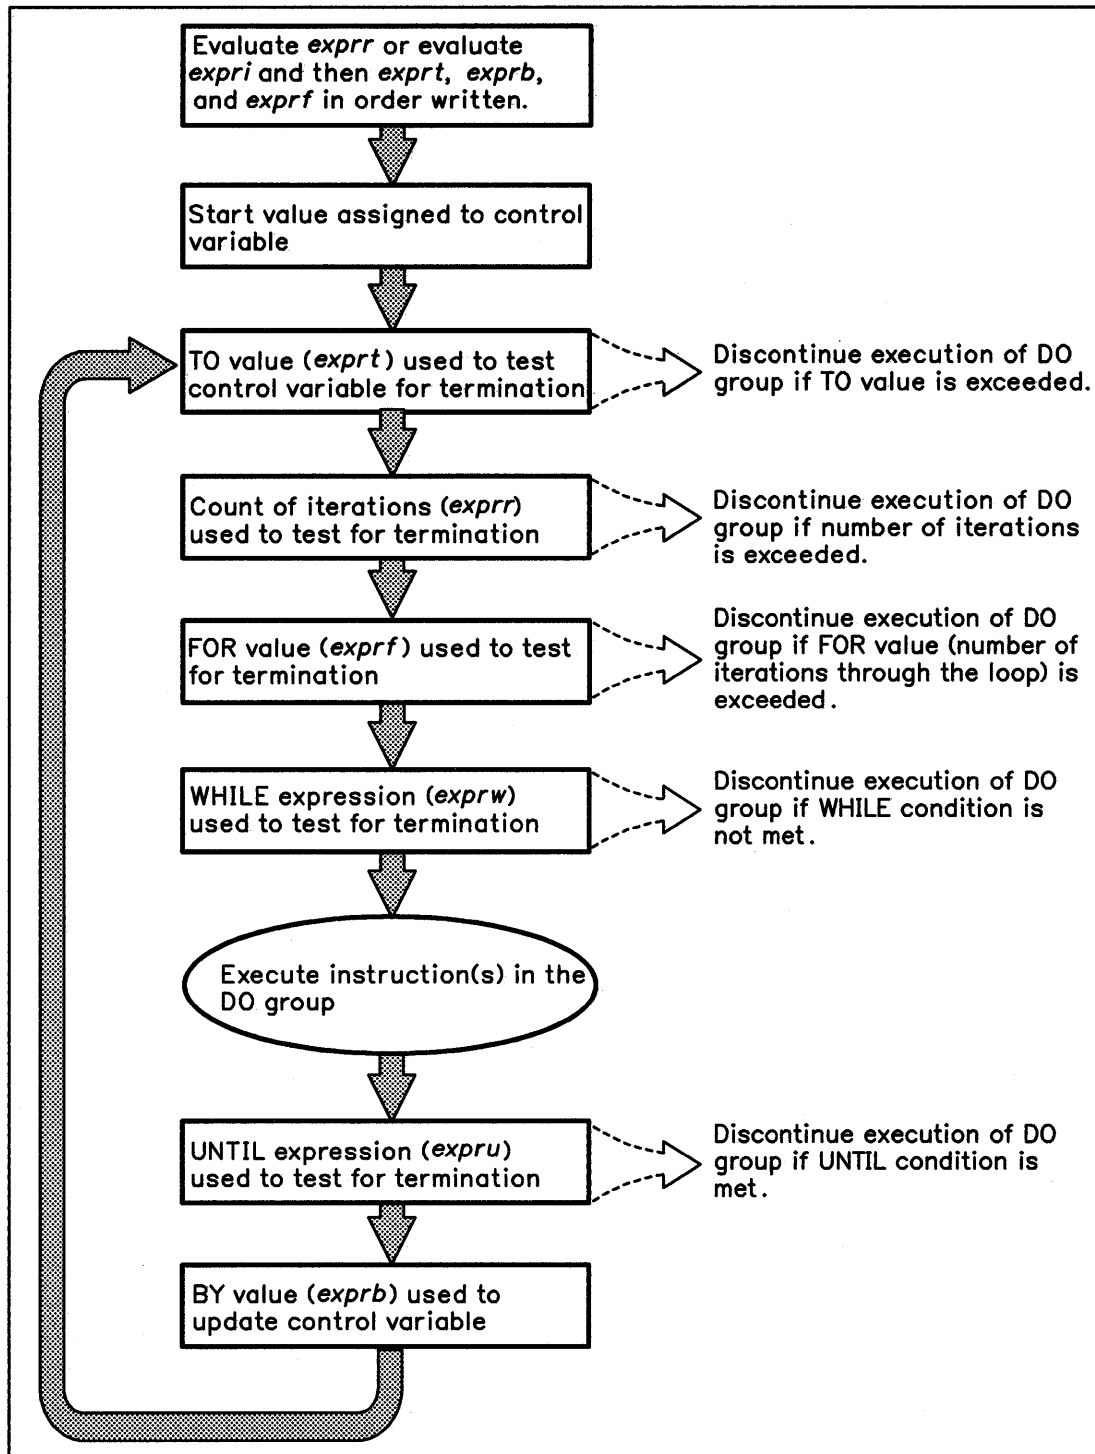 Evaluate exprr or evaluate
expri and then exprt, exprb,
and exprf in order written.
Start value assigned to control
variable
TO value (exprt) used to test
control variable for termination
Discontinue execution of DO
group if TO value is exceeded.
Count of iterations (exprr)
used to test for termination
Discontinue execution of DO
group if number of iterations
is exceeded.
FOR value (exprf) used to test
for termination
Discontinue execution of DO
group if FOR value (number of
iterations through the loop) is
exceeded.
WHILE expression (exprw)
used to test for termination
Discontinue execution of DO
group if WHILE condition is
not met.
Execute instruction(s) in the
DO group
UNTIL expression (expru)
used to test for termination
Discontinue execution of DO
group if UNTIL condition is
met.
BY value (exprb) used to
update control variable